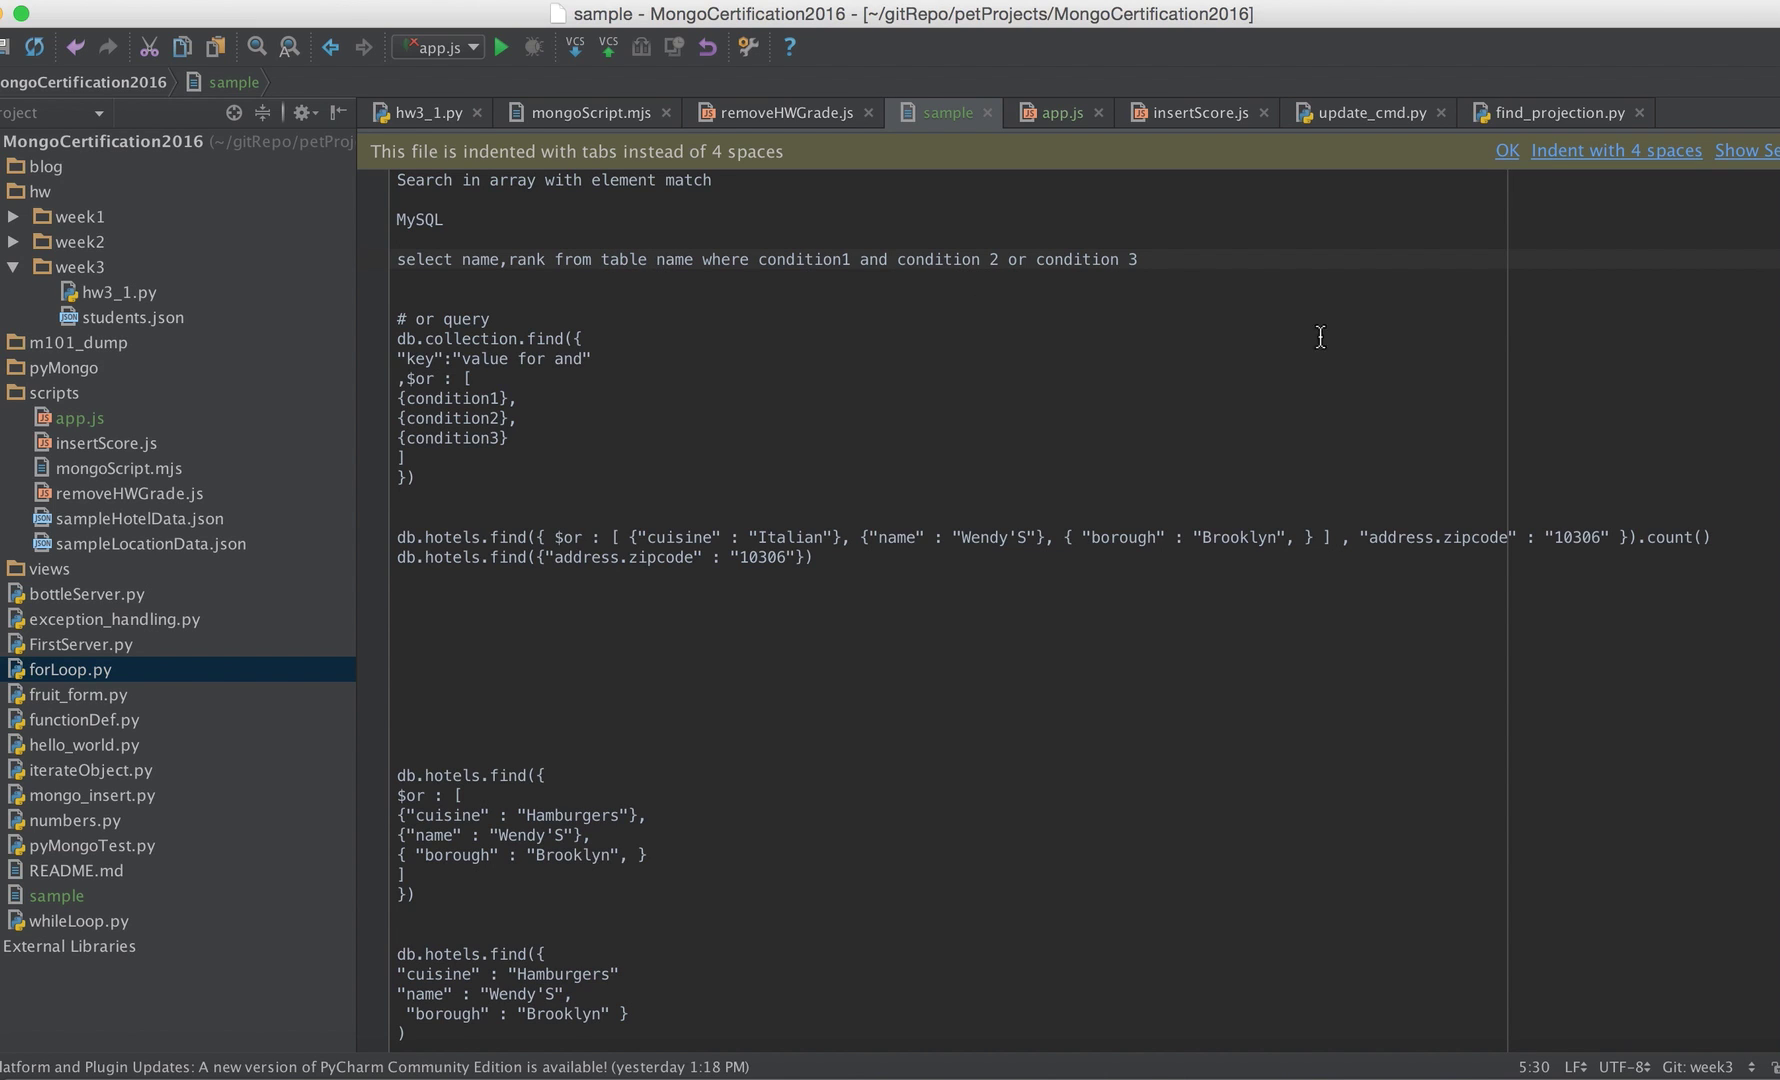 sample - MongoCertification2016 - [~/gitRepo/petProjects/MongoCertification2016]
app.js
VCS
VCS
?
ongoCertification2016
sample
roject
hw3_1.py
mongoScript.mjs
removeHWGrade.js
sample
app.js
insertScore.js
update_cmd.py
find_projection.py
This file is indented with tabs instead of 4 spaces
OK
Indent with 4 spaces
Show Se
MongoCertification2016 (~/gitRepo/petProj
blog
hw
week1
week2
week3
hw3_1.py
students.json
m101_dump
pyMongo
scripts
app.js
insertScore.js
mongoScript.mjs
removeHWGrade.js
sampleHotelData.json
sampleLocationData.json
views
bottleServer.py
exception_handling.py
FirstServer.py
forLoop.py
fruit_form.py
functionDef.py
hello_world.py
iterateObject.py
mongo_insert.py
numbers.py
pyMongoTest.py
README.md
sample
whileLoop.py
External Libraries
Search in array with element match
MySQL
select name,rank from table name where condition1 and condition 2 or condition 3
# or query
db.collection.find({
"key":"value for and"
,$or : [
{condition1},
{condition2},
{condition3}
]
})
db.hotels.find({ $or : [ {"cuisine" : "Italian"}, {"name" : "Wendy'S"}, { "borough" : "Brooklyn", } ] , "address.zipcode" : "10306" }).count()
db.hotels.find({"address.zipcode" : "10306"})
db.hotels.find({
$or : [
{"cuisine" : "Hamburgers"},
{"name" : "Wendy'S"},
{ "borough" : "Brooklyn", }
]
})
db.hotels.find({
"cuisine" : "Hamburgers"
"name" : "Wendy'S",
"borough" : "Brooklyn" }
)
latform and Plugin Updates: A new version of PyCharm Community Edition is available! (yesterday 1:18 PM)
5:30
LF
UTF-8
Git: week3